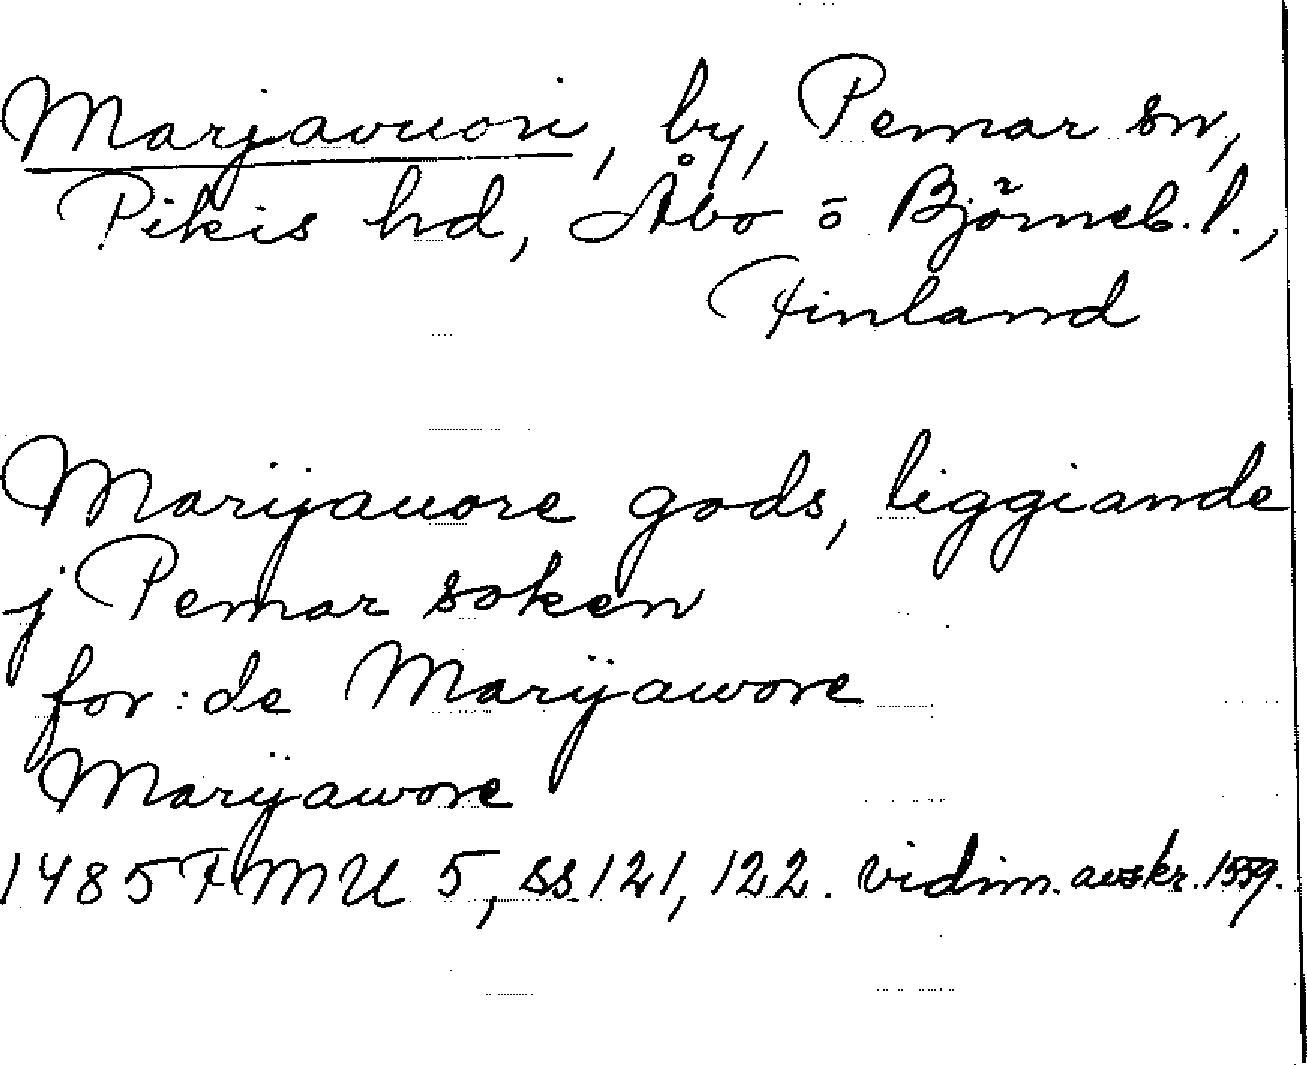 Marjavuori, by, Pemar sn,
Pikis hd, Åbo o Björneb. l.,
Finland
Marijauore gods, liggiande
j Pemar soken
for:de Marijawore
Marijawore
1485 FMU 5, ss 121, 122. vidim. avskr. 1559.